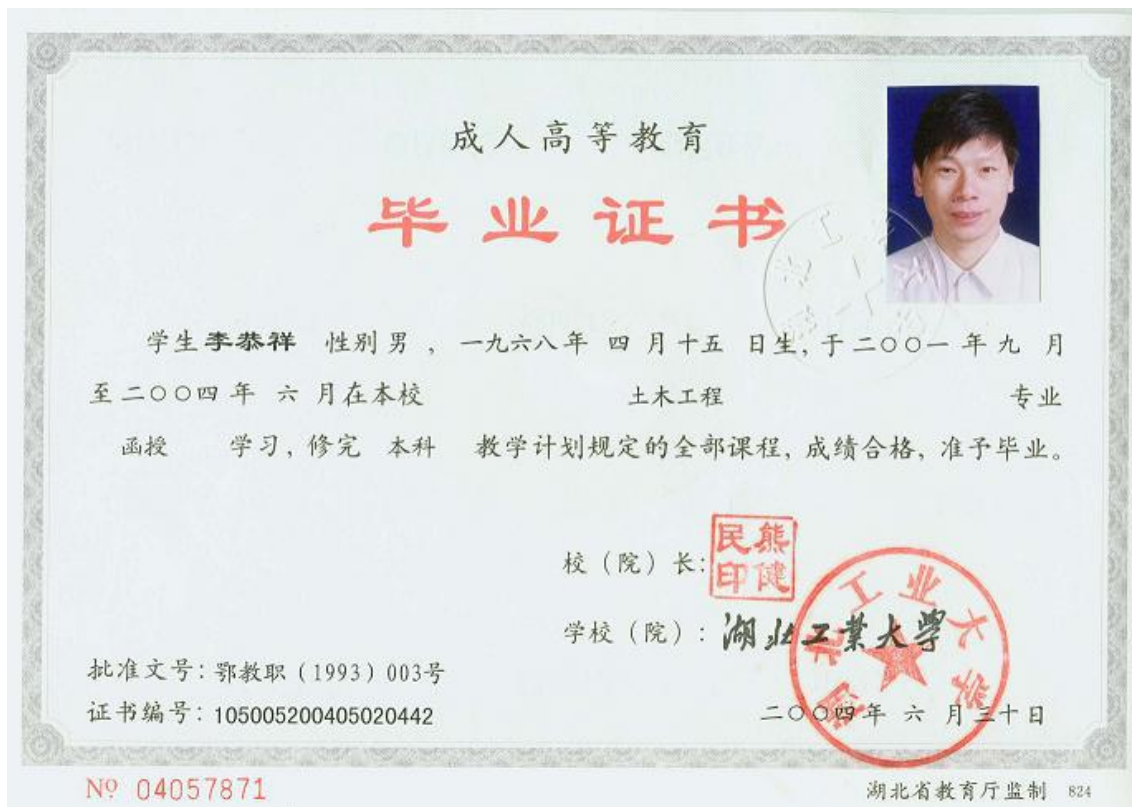 成人高等教育
毕业证书
学生李恭祥 性别男，一九六八年 四 月十五 日生，于二〇〇一 年 九 月
至二〇〇四 年 六 月在本校 土木工程 专业
函授 学习，修完 本科 教学计划规定的全部课程，成绩合格，准予毕业。
校（院）长：
熊健民印
学校（院）：湖北工業大學
湖北工业大学
批准文号：鄂教职（1993）003号
证书编号：105005200405020442
二〇〇四年 六 月三十日
№ 04057871
湖北省教育厅监制 824